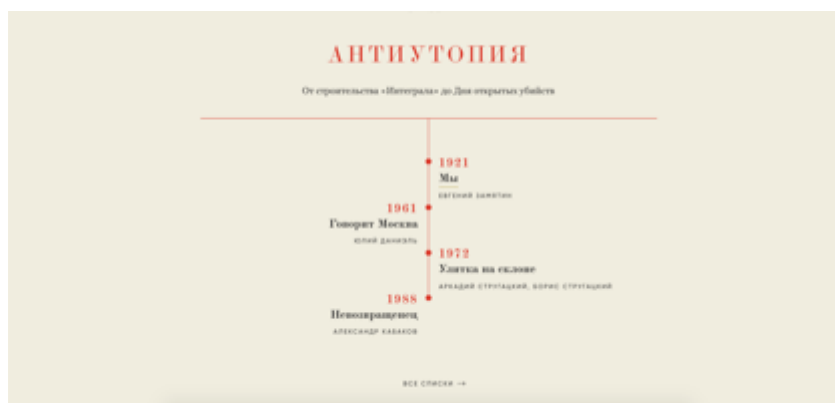 АНТИУТОПИЯ
От строительства «Интеграла» до Дня открытых убийств
1921
Мы
ЕВГЕНИЙ ЗАМЯТИН
1961
Говорит Москва
ЮЛИЙ ДАНИЭЛЬ
1972
Улитка на склоне
АРКАДИЙ СТРУГАЦКИЙ, БОРИС СТРУГАЦКИЙ
1988
Невозвращенец
АЛЕКСАНДР КАБАКОВ
ВСЕ СПИСКИ →